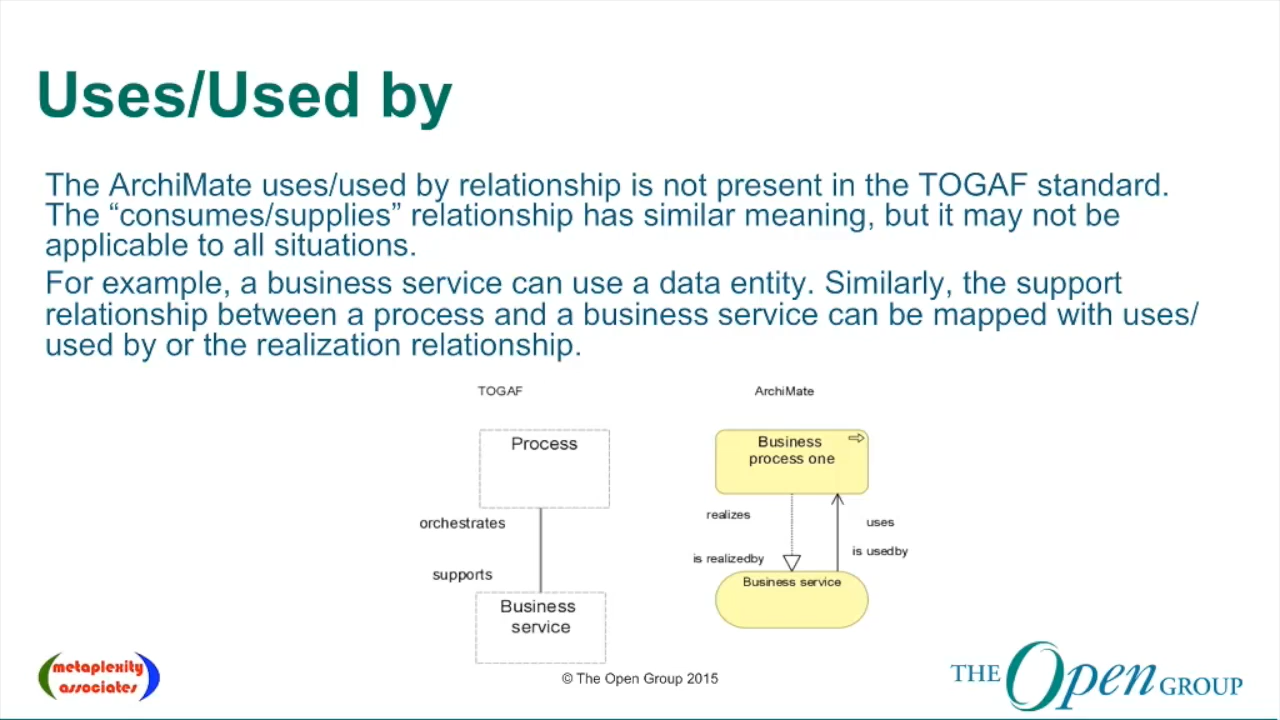 Uses/Used by
The ArchiMate uses/used by relationship is not present in the TOGAF standard.
The “consumes/supplies” relationship has similar meaning, but it may not be
applicable to all situations.
For example, a business service can use a data entity. Similarly, the support
relationship between a process and a business service can be mapped with uses/
used by or the realization relationship.
TOGAF
ArchiMate
Process
orchestrates
supports
Business
service
Business
process one
realizes
uses
is realizedby
is usedby
Business service
metaplexity
associates
© The Open Group 2015
THE Open GROUP